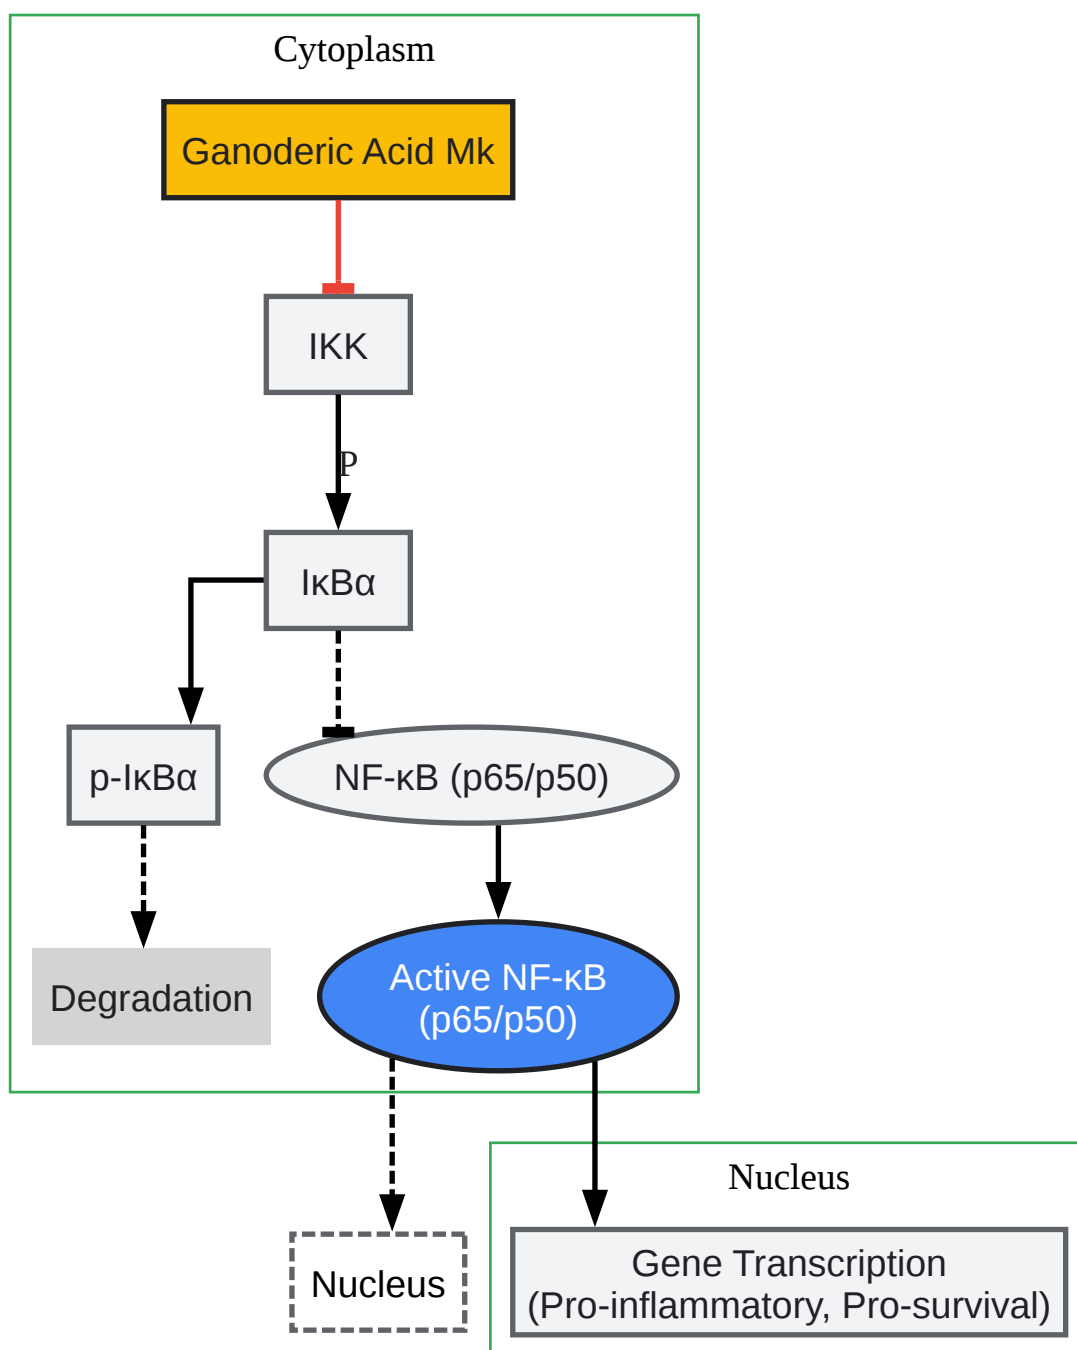 Cytoplasm
Ganoderic Acid Mk
IKK
P
IκBα
p-IκBα
NF-κB (p65/p50)
Degradation
Active NF-κB
(p65/p50)
Nucleus
Nucleus
Gene Transcription
(Pro-inflammatory, Pro-survival)